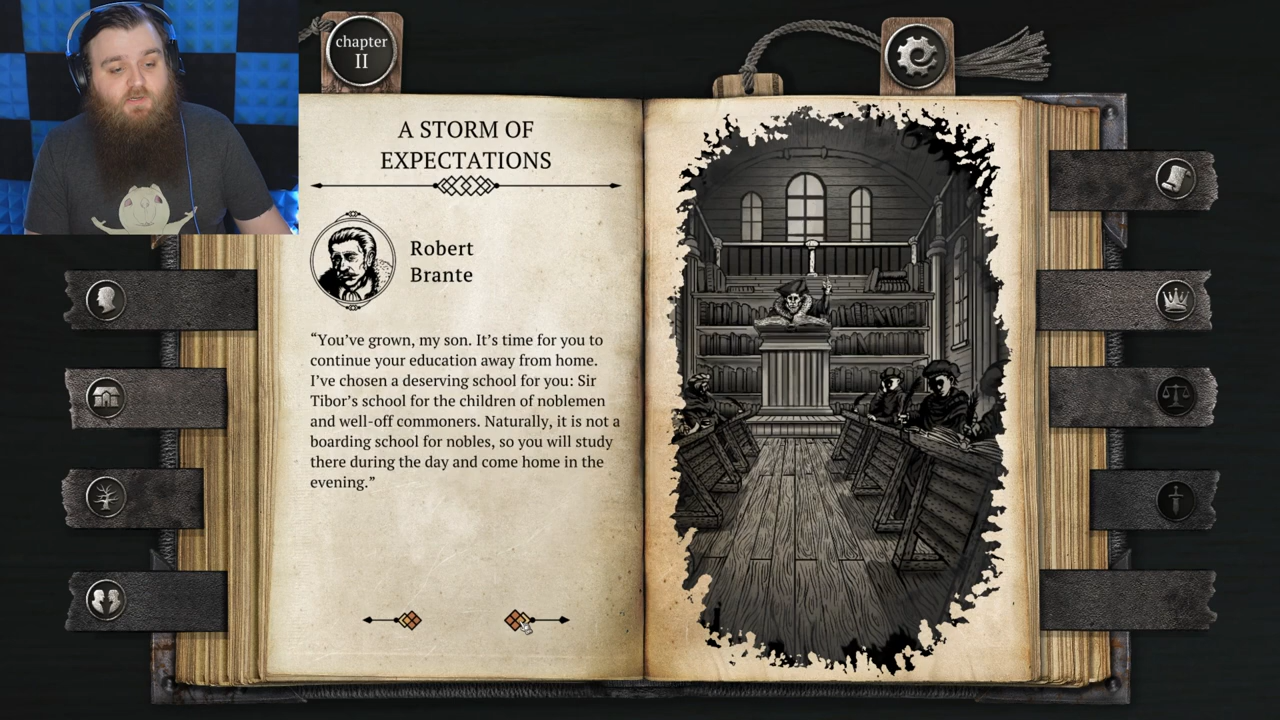 chapter
II
A STORM OF
EXPECTATIONS
Robert
Brante
“You’ve grown, my son. It’s time for you to
continue your education away from home.
I’ve chosen a deserving school for you: Sir
Tibor’s school for the children of noblemen
and well-off commoners. Naturally, it is not a
boarding school for nobles, so you will study
there during the day and come home in the
evening.”